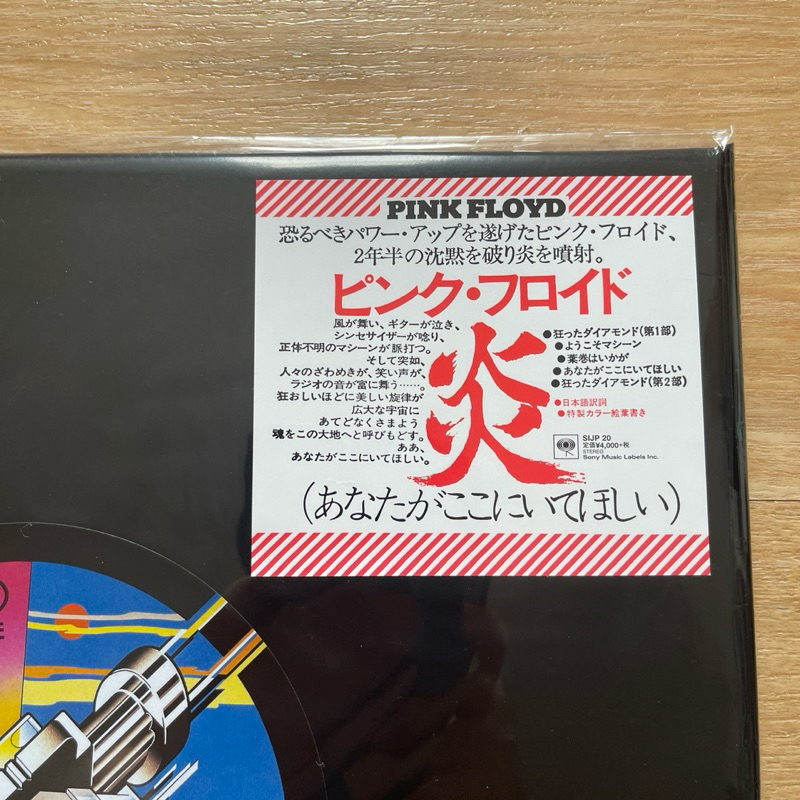 PINK FLOYD
恐るべきパワー・アップを遂げたピンク・フロイド、
2年半の沈黙を破り炎を噴射。
ピンク・フロイド
風が舞い、ギターが泣き、
シンセサイザーが唸り、
正体不明のマシーンが脈打つ。
そして突如、
人々のざわめきが、笑い声が、
ラジオの音が宙に舞う……。
狂おしいほどに美しい旋律が
広大な宇宙に
あてどなくさまよう
魂をこの大地へと呼びもどす。
ああ、
あなたがここにいてほしい。
炎
●狂ったダイアモンド(第1部)
●ようこそマシーン
●葉巻はいかが
●あなたがここにいてほしい
●狂ったダイアモンド(第2部)
●日本語訳詞
●特製カラー絵葉書き
SIJP 20
定価¥4,000+税
STEREO
Sony Music Labels Inc.
(あなたがここにいてほしい)